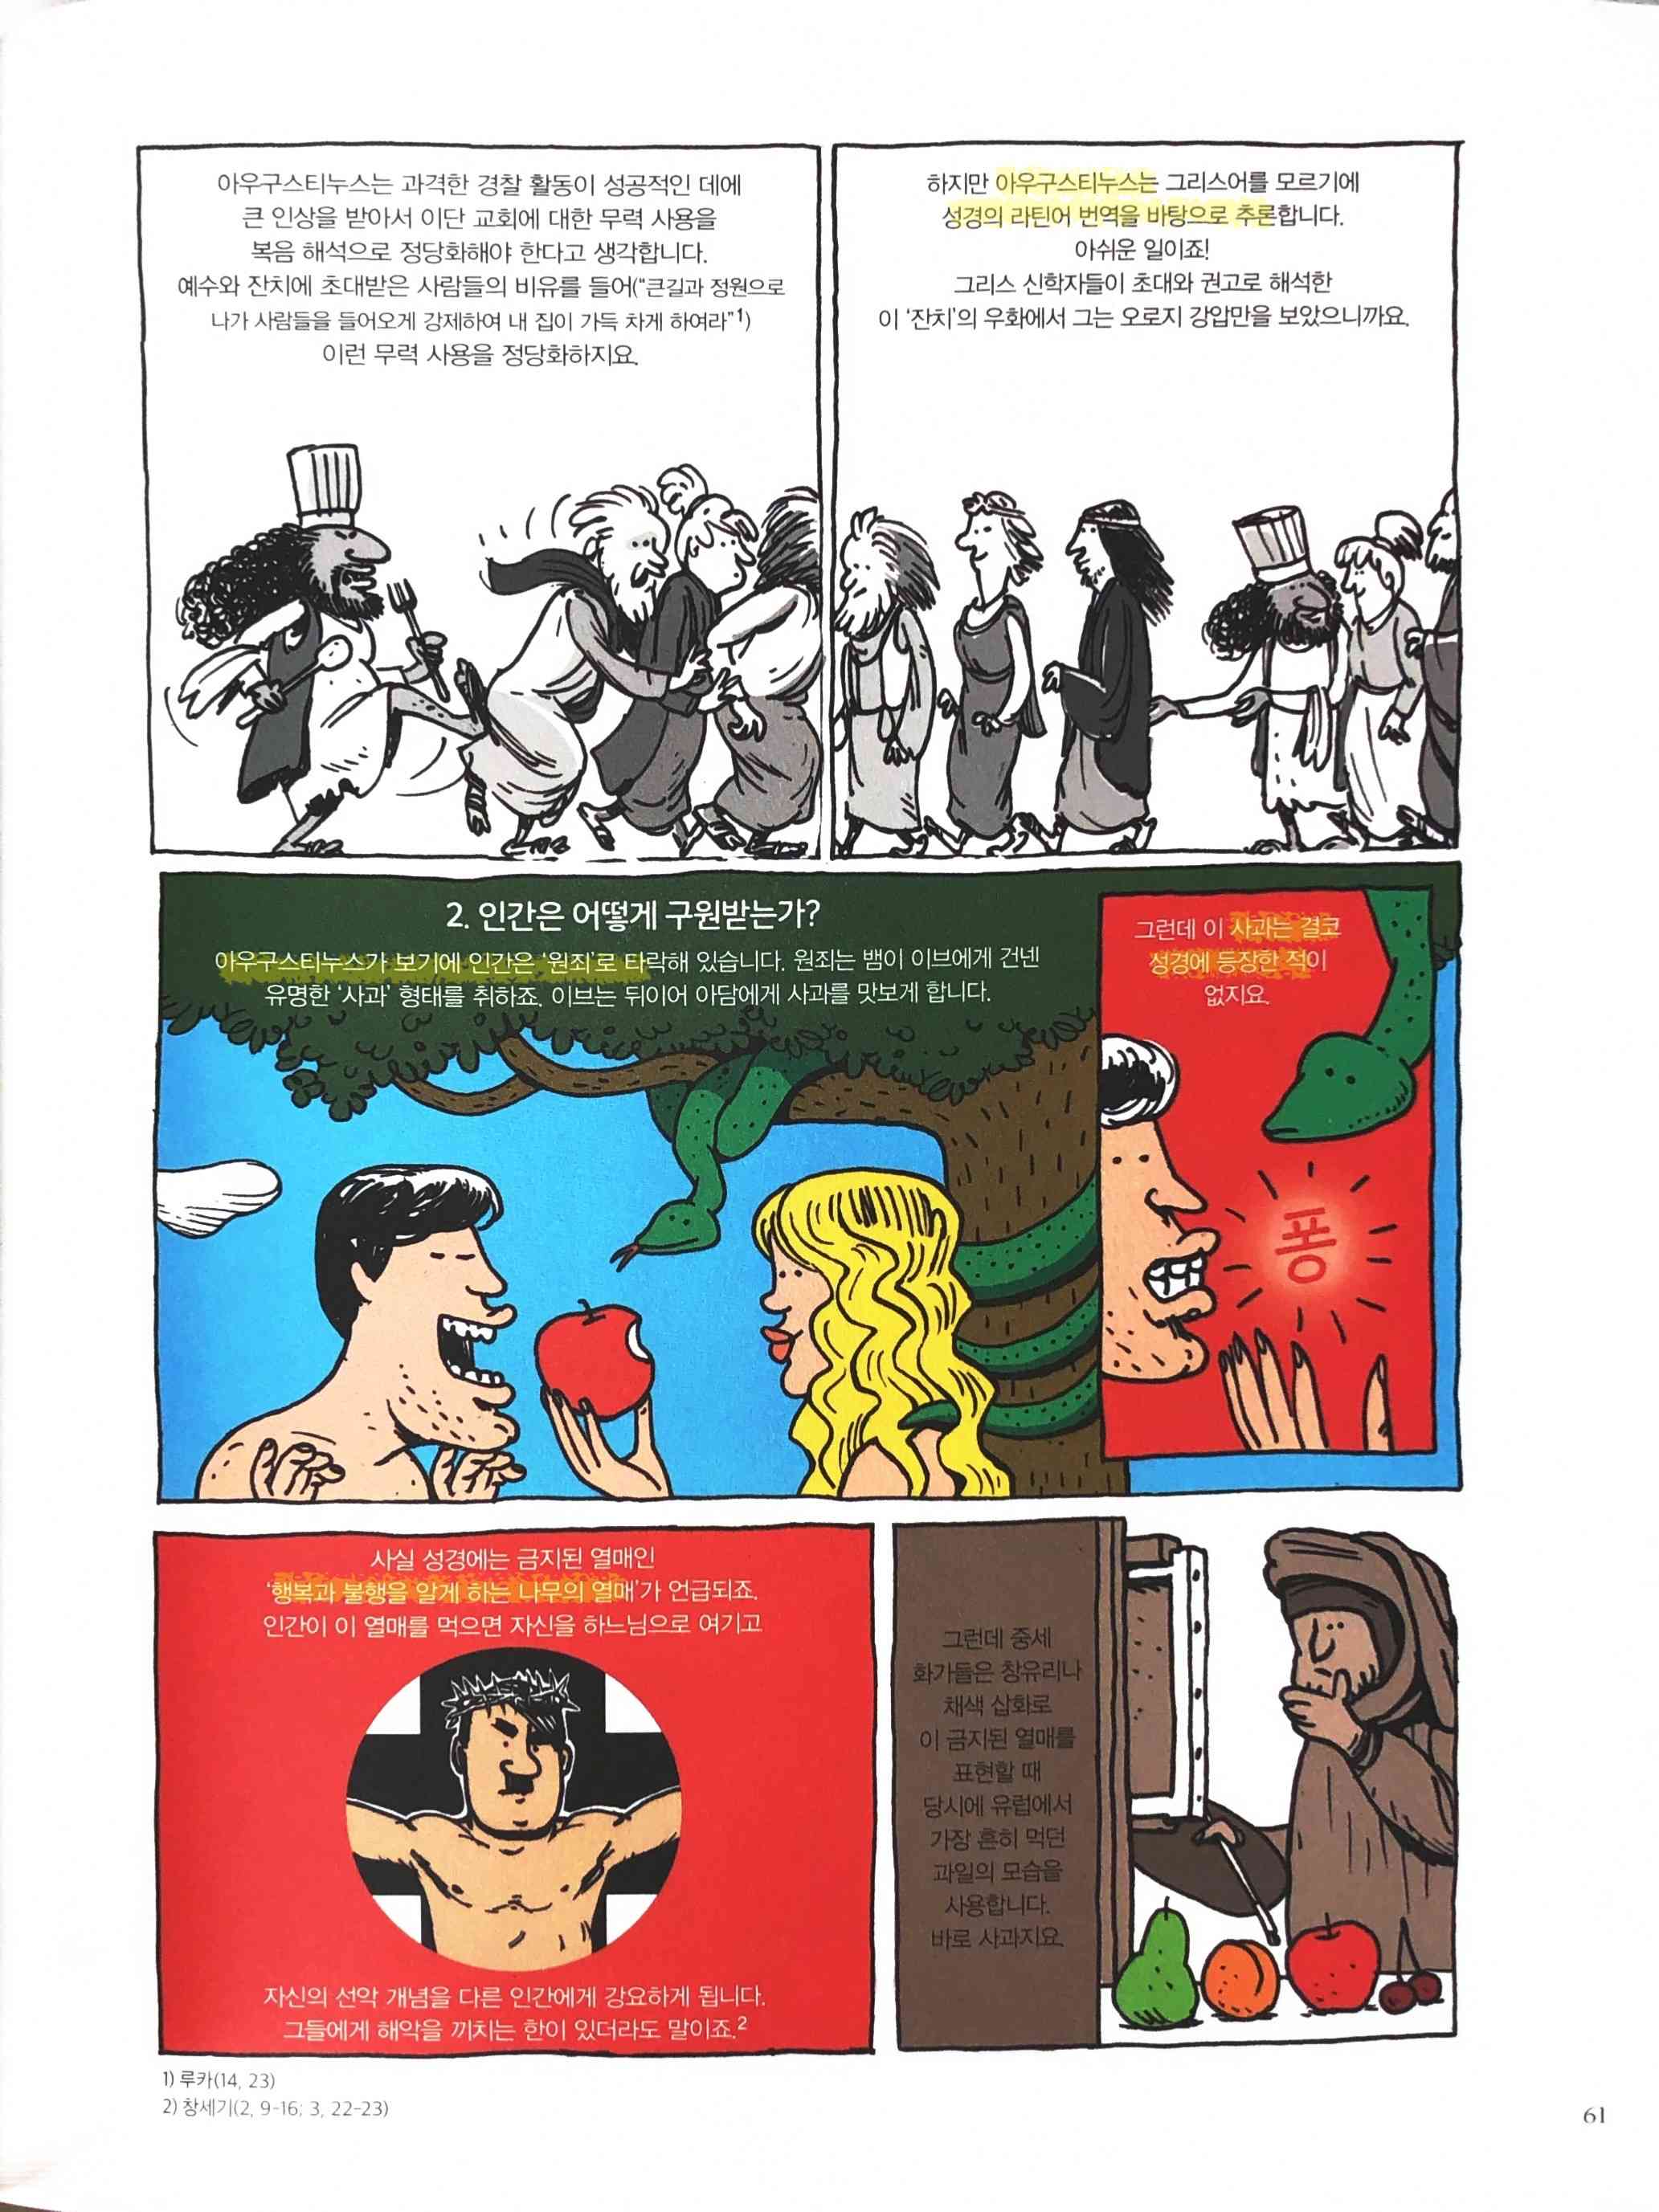 아우구스티누스는 과격한 경찰 활동이 성공적인 데에
큰 인상을 받아서 이단 교회에 대한 무력 사용을
복음 해석으로 정당화해야 한다고 생각합니다.
예수와 잔치에 초대받은 사람들의 비유를 들어("큰길과 정원으로
나가 사람들을 들어오게 강제하여 내 집이 가득 차게 하여라"1))
이런 무력 사용을 정당화하지요.
하지만 아우구스티누스는 그리스어를 모르기에
성경의 라틴어 번역을 바탕으로 추론합니다.
아쉬운 일이죠!
그리스 신학자들이 초대와 권고로 해석한
이 '잔치'의 우화에서 그는 오로지 강압만을 보았으니까요.
2. 인간은 어떻게 구원받는가?
아우구스티누스가 보기에 인간은 '원죄'로 타락해 있습니다. 원죄는 뱀이 이브에게 건넨
유명한 '사과' 형태를 취하죠. 이브는 뒤이어 아담에게 사과를 맛보게 합니다.
그런데 이 사과는 결코
성경에 등장한 적이
없지요.
퐁
사실 성경에는 금지된 열매인
'행복과 불행을 알게 하는 나무의 열매'가 언급되죠.
인간이 이 열매를 먹으면 자신을 하느님으로 여기고
자신의 선악 개념을 다른 인간에게 강요하게 됩니다.
그들에게 해악을 끼치는 한이 있더라도 말이죠.2
그런데 중세
화가들은 창유리나
채색 삽화로
이 금지된 열매를
표현할 때
당시에 유럽에서
가장 흔히 먹던
과일의 모습을
사용합니다.
바로 사과지요.
1) 루카(14, 23)
2) 창세기(2, 9-16; 3, 22-23)
61